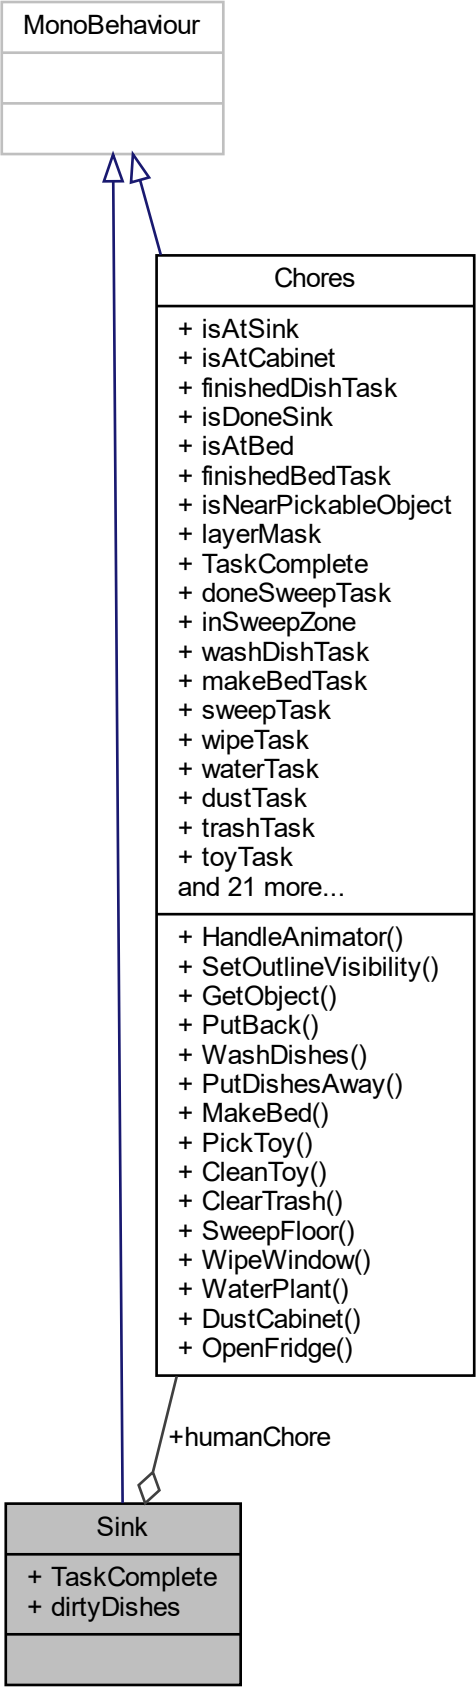 MonoBehaviour
Chores
+ isAtSink
+ isAtCabinet
+ finishedDishTask
+ isDoneSink
+ isAtBed
+ finishedBedTask
+ isNearPickableObject
+ layerMask
+ TaskComplete
+ doneSweepTask
+ inSweepZone
+ washDishTask
+ makeBedTask
+ sweepTask
+ wipeTask
+ waterTask
+ dustTask
+ trashTask
+ toyTask
and 21 more...
+ HandleAnimator()
+ SetOutlineVisibility()
+ GetObject()
+ PutBack()
+ WashDishes()
+ PutDishesAway()
+ MakeBed()
+ PickToy()
+ CleanToy()
+ ClearTrash()
+ SweepFloor()
+ WipeWindow()
+ WaterPlant()
+ DustCabinet()
+ OpenFridge()
+humanChore
Sink
+ TaskComplete
+ dirtyDishes